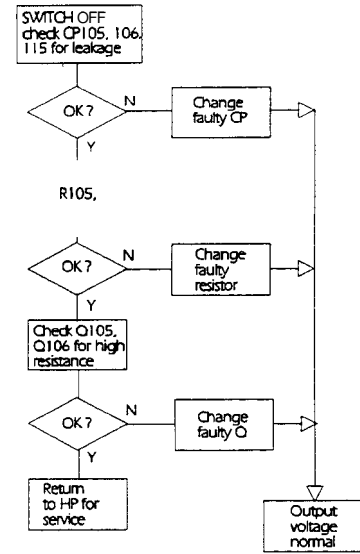 SWITCH OFF
check CP105, 106,
115 for leakage
OK?
N
Change
faulty CP
Y
R105,
OK?
N
Change
faulty
resistor
Y
Check Q105,
Q106 for high
resistance
OK?
N
Change
faulty Q
Y
Return
to HP for
service
Output
voltage
normal